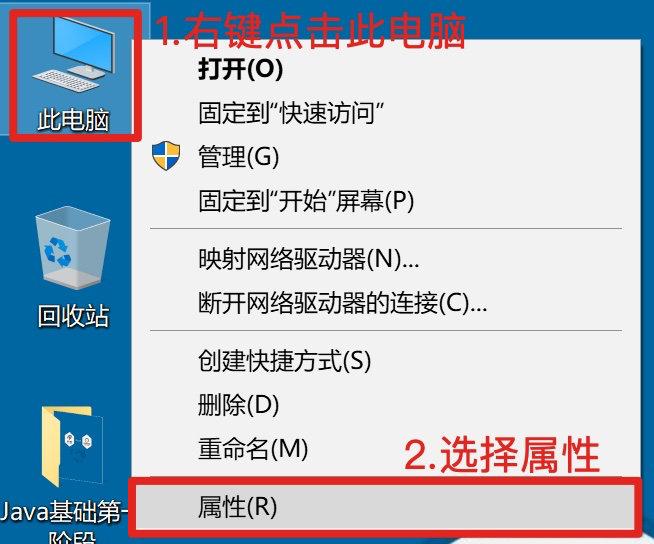 1.右键点击此电脑
此电脑
打开(O)
固定到“快速访问”
管理(G)
固定到“开始”屏幕(P)
映射网络驱动器(N)...
断开网络驱动器的连接(C)...
回收站
创建快捷方式(S)
删除(D)
重命名(M)
2.选择属性
属性(R)
Java基础第一
阶段